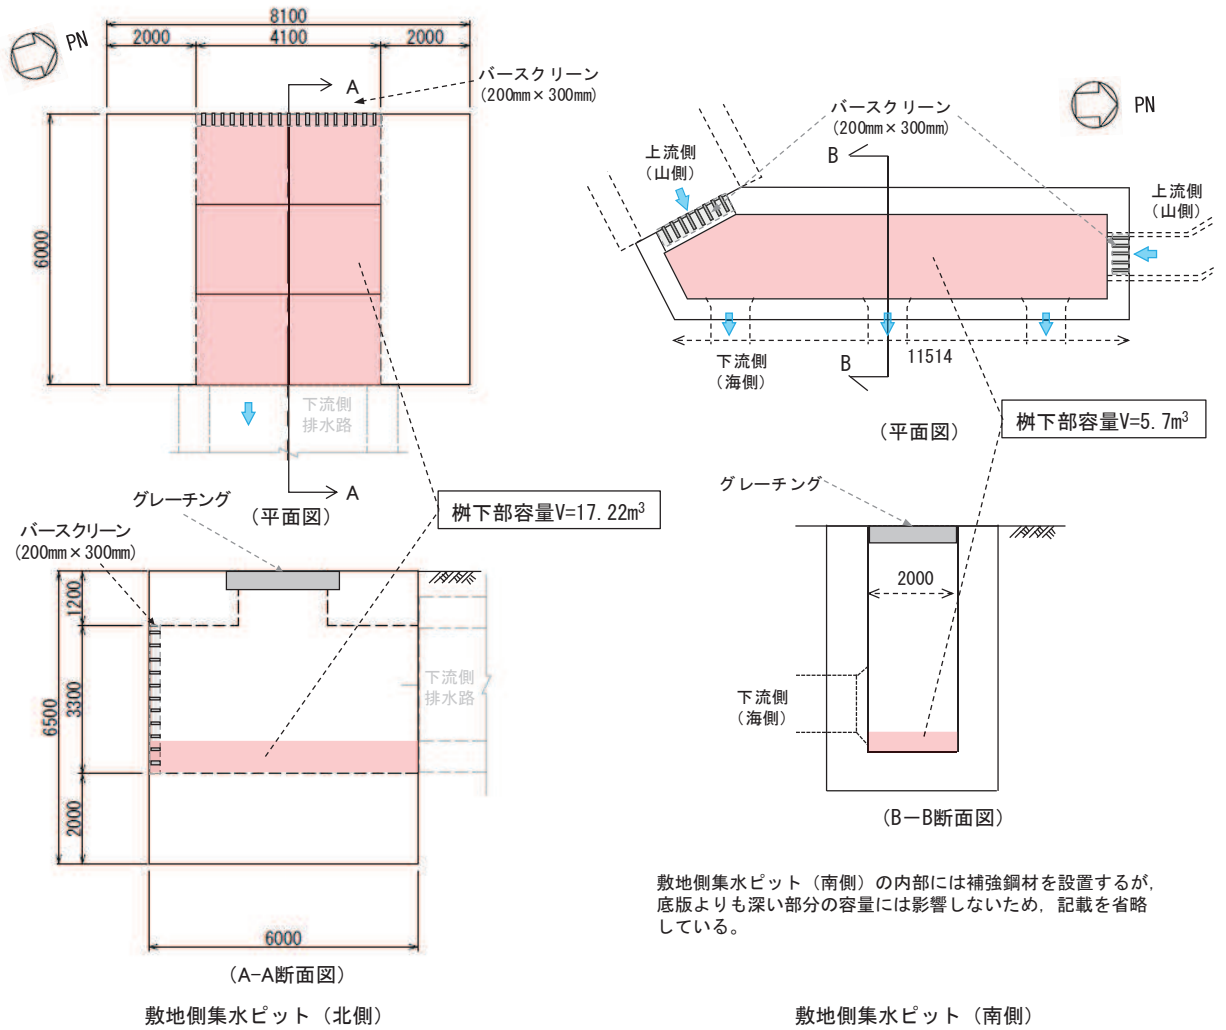 8100
2000
4100
2000
PN
A
バースクリーン
(200mm×300mm)
6000
下流側
排水路
A
(平面図)
桝下部容量V=17.22m³
グレーチング
バースクリーン
(200mm×300mm)
1200
3300
6500
2000
下流側
排水路
6000
(A-A断面図)
敷地側集水ピット（北側）
PN
バースクリーン
(200mm×300mm)
上流側
(山側)
B
上流側
(山側)
11514
下流側
(海側)
B
(平面図)
桝下部容量V=5.7m³
グレーチング
2000
下流側
(海側)
(B－B断面図)
敷地側集水ピット（南側）の内部には補強鋼材を設置するが，
底版よりも深い部分の容量には影響しないため，記載を省略
している。
敷地側集水ピット（南側）